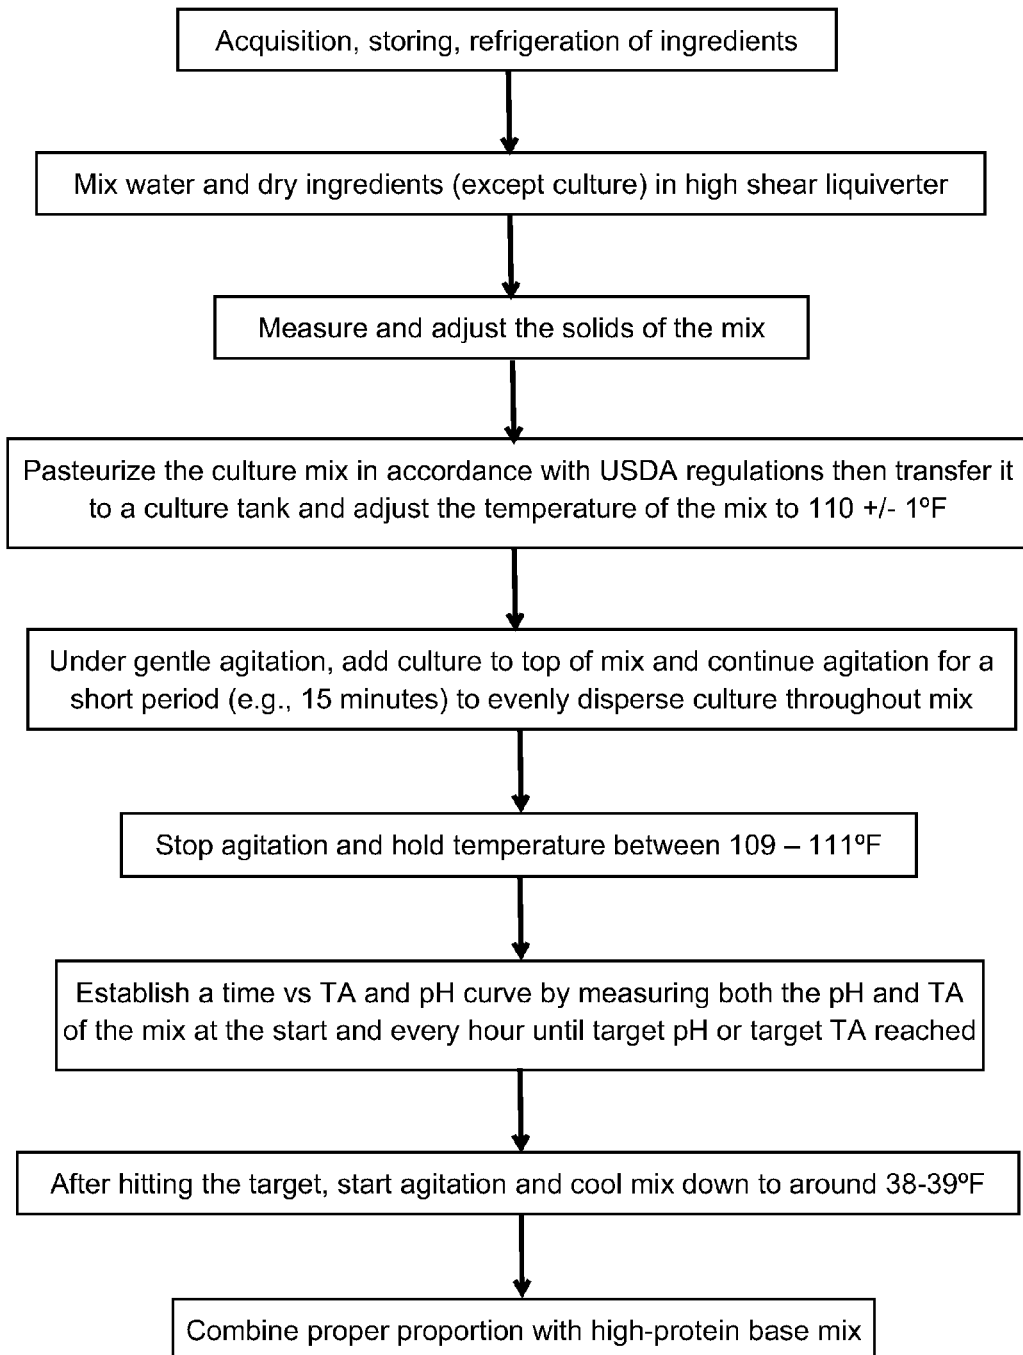 Acquisition, storing, refrigeration of ingredients
Mix water and dry ingredients (except culture) in high shear liquiverter
Measure and adjust the solids of the mix
Pasteurize the culture mix in accordance with USDA regulations then transfer it
to a culture tank and adjust the temperature of the mix to 110 +/- 1ºF
Under gentle agitation, add culture to top of mix and continue agitation for a
short period (e.g., 15 minutes) to evenly disperse culture throughout mix
Stop agitation and hold temperature between 109 – 111ºF
Establish a time vs TA and pH curve by measuring both the pH and TA
of the mix at the start and every hour until target pH or target TA reached
After hitting the target, start agitation and cool mix down to around 38-39ºF
Combine proper proportion with high-protein base mix